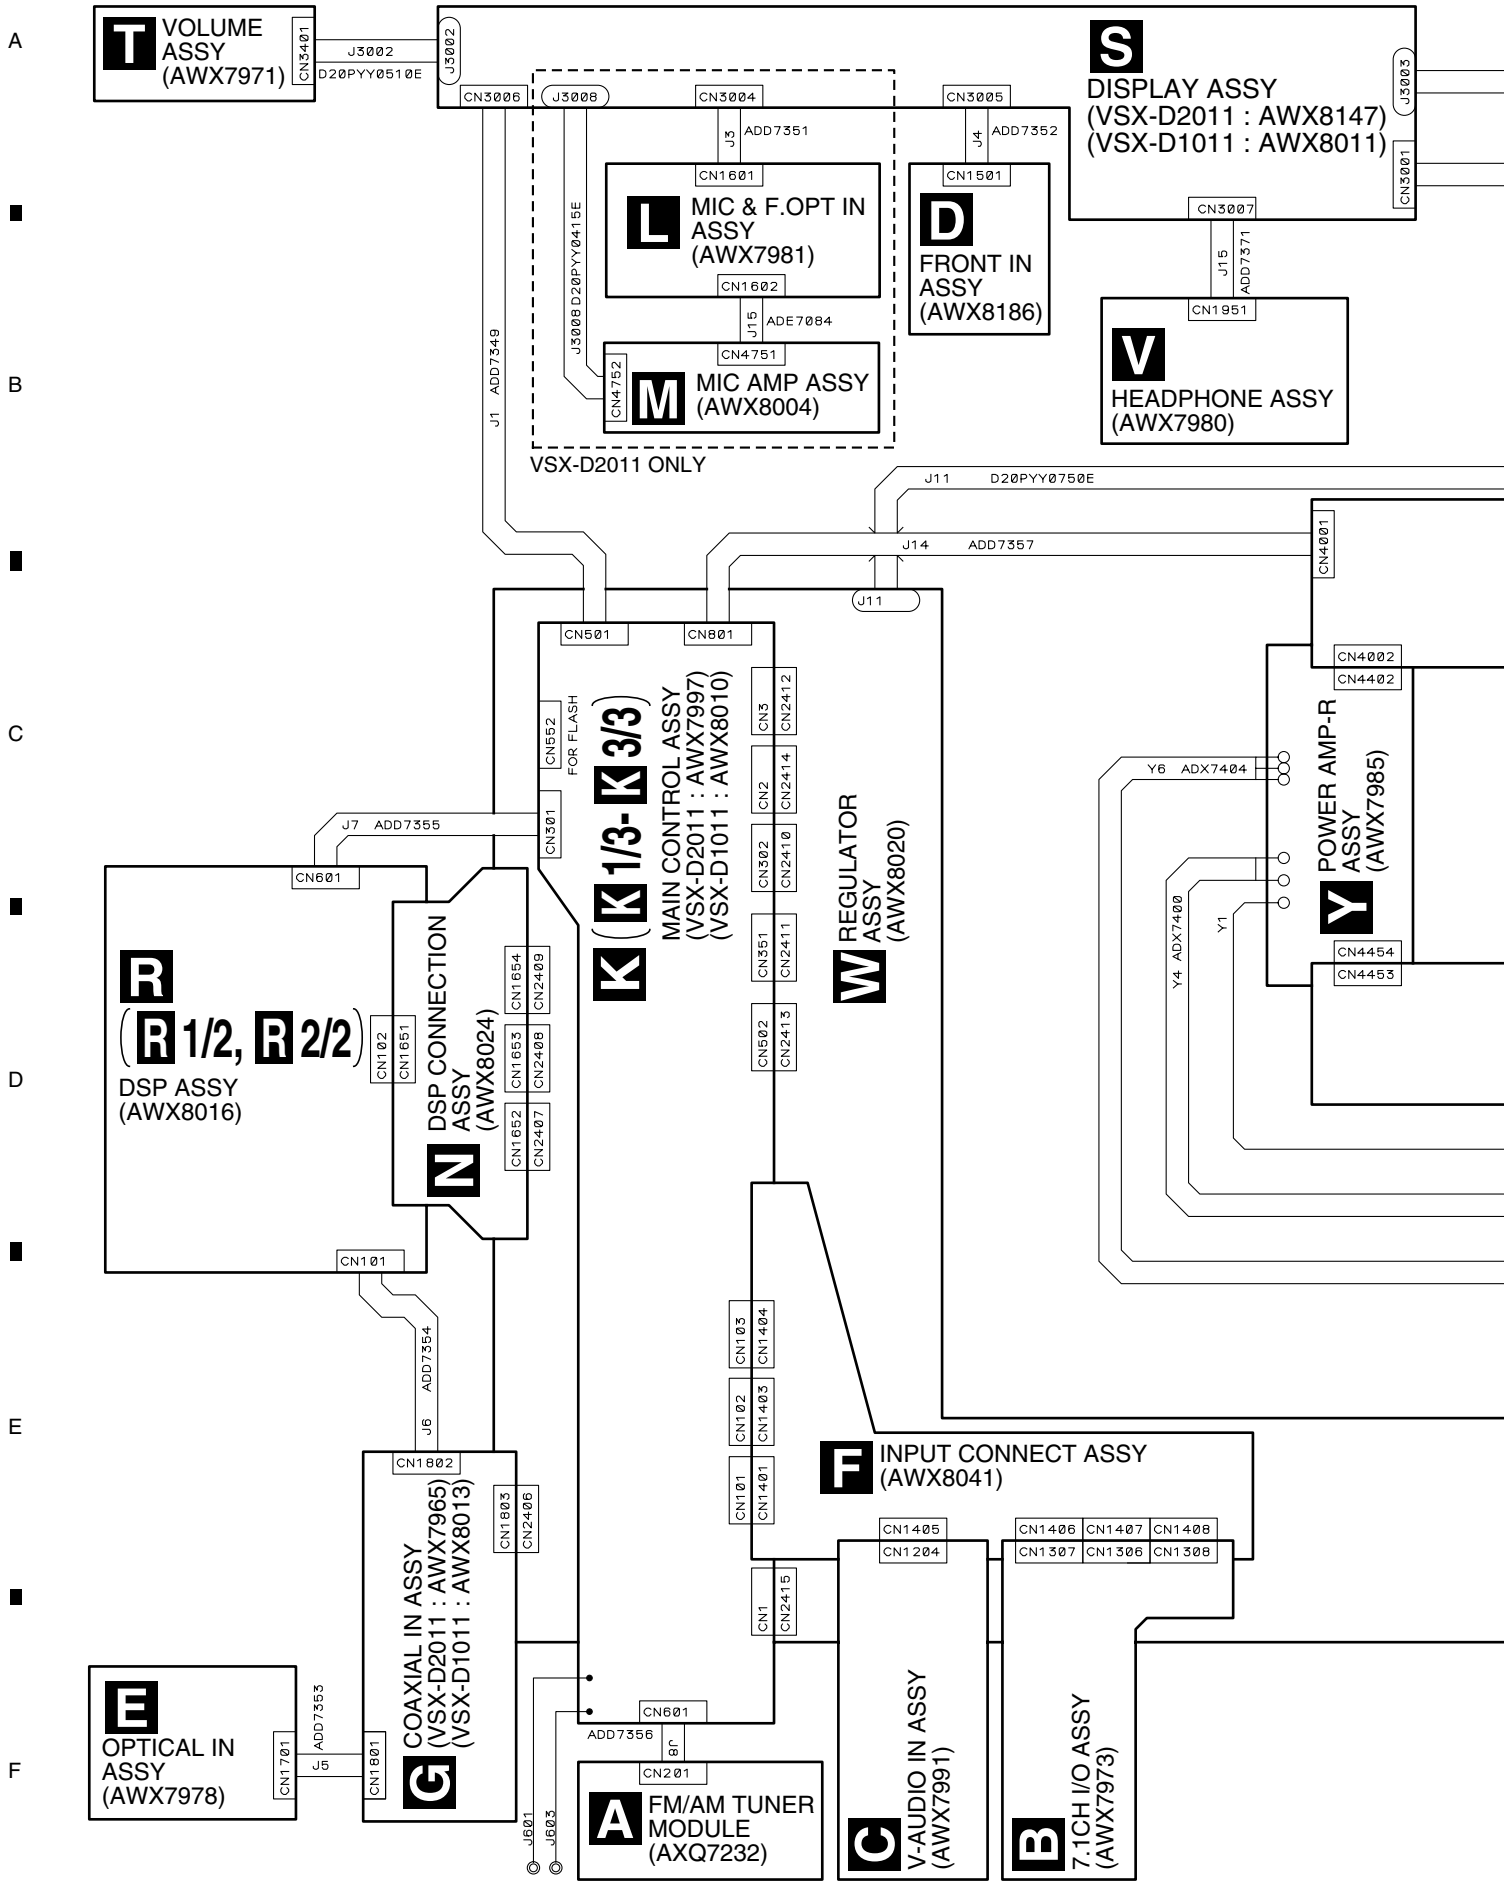 A
T
VOLUME
ASSY
(AWX7971)
CN3401
J3002
D20PYY0510E
J3002
CN3006
J3008
CN3004
CN3005
S
DISPLAY ASSY
(VSX-D2011 : AWX8147)
(VSX-D1011 : AWX8011)
J3003
CN3001
CN3007
J3
ADD7351
J4
ADD7352
CN1601
L
MIC & F.OPT IN
ASSY
(AWX7981)
CN1602
CN1501
D
FRONT IN
ASSY
(AWX8186)
J15
ADD7371
CN1951
V
HEADPHONE ASSY
(AWX7980)
J3008 D20PYY0415E
J15
ADE7084
B
J1 ADD7349
CN4751
CN4752
M
MIC AMP ASSY
(AWX8004)
VSX-D2011 ONLY
J11 D20PYY0750E
J14 ADD7357
CN4001
J11
CN501
CN801
CN4002
CN4402
C
CN552
FOR FLASH
K (K 1/3- K 3/3)
MAIN CONTROL ASSY
(VSX-D2011 : AWX7997)
(VSX-D1011 : AWX8010)
CN3
CN2412
CN2
CN2414
CN302
CN2410
CN351
CN2411
CN502
CN2413
W
REGULATOR
ASSY
(AWX8020)
Y6 ADX7404
Y4 ADX7400
Y1
Y
POWER AMP-R
ASSY
(AWX7985)
CN4454
CN4453
J7 ADD7355
CN301
CN601
D
R
(R 1/2, R 2/2)
DSP ASSY
(AWX8016)
CN102
CN1651
N
DSP CONNECTION
ASSY
(AWX8024)
CN1654
CN2409
CN1653
CN2408
CN1652
CN2407
CN101
J6 ADD7354
E
CN103
CN1404
CN102
CN1403
CN101
CN1401
F
INPUT CONNECT ASSY
(AWX8041)
CN1802
G
COAXIAL IN ASSY
(VSX-D2011 : AWX7965)
(VSX-D1011 : AWX8013)
CN1803
CN2406
CN1405
CN1204
CN1406 CN1407 CN1408
CN1307 CN1306 CN1308
CN1
CN2415
F
E
OPTICAL IN
ASSY
(AWX7978)
CN1701
ADD7353
J5
CN1801
J601
J603
CN601
ADD7356
J8
CN201
A
FM/AM TUNER
MODULE
(AXQ7232)
C
V-AUDIO IN ASSY
(AWX7991)
B
7.1CH I/O ASSY
(AWX7973)